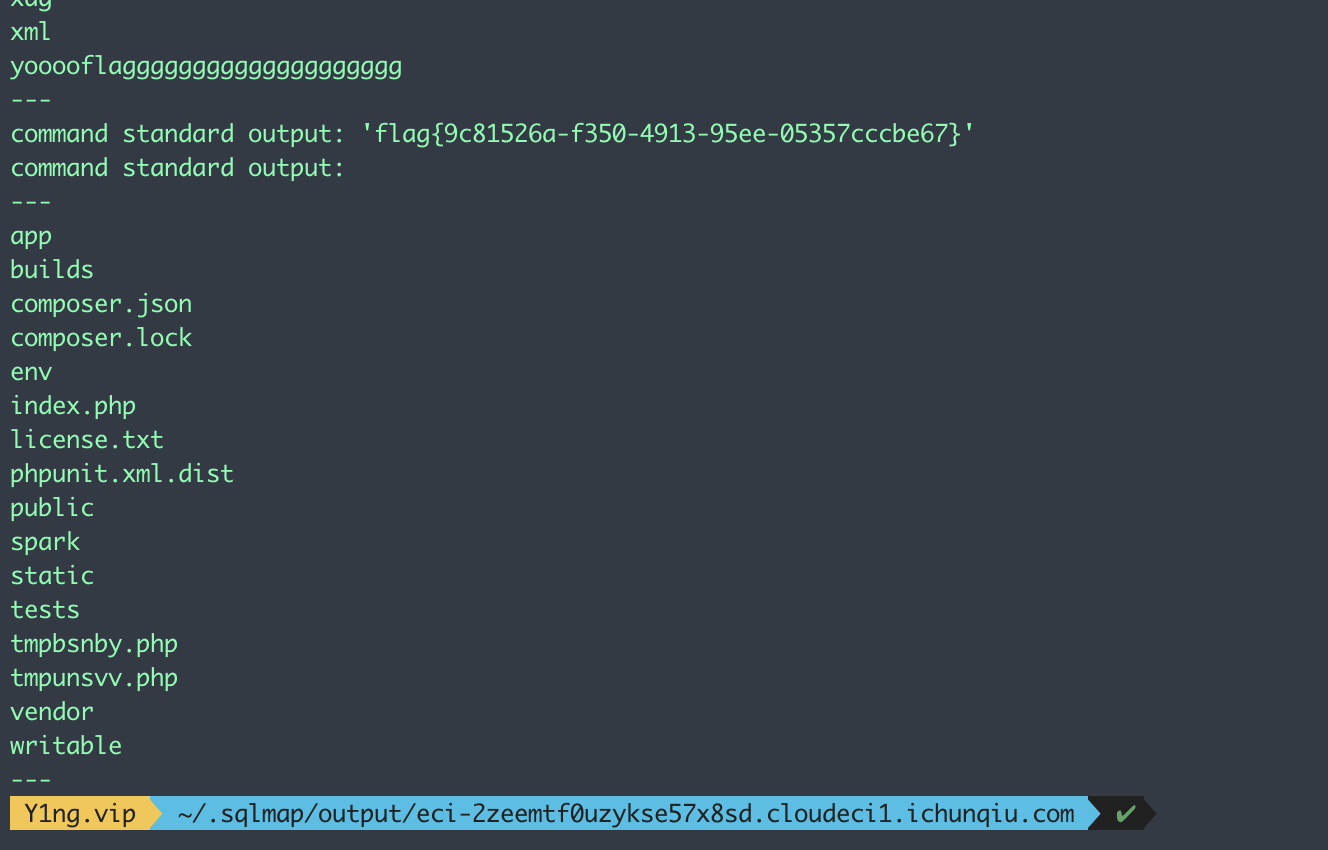 xdg
xml
yooooflagggggggggggggggggggg
---
command standard output: 'flag{9c81526a-f350-4913-95ee-05357cccbe67}'
command standard output:
---
app
builds
composer.json
composer.lock
env
index.php
license.txt
phpunit.xml.dist
public
spark
static
tests
tmpbsnby.php
tmpunsvv.php
vendor
writable
---
Y1ng.vip ~/.sqlmap/output/eci-2zeemtf0uzykse57x8sd.cloudeci1.ichunqiu.com ✔